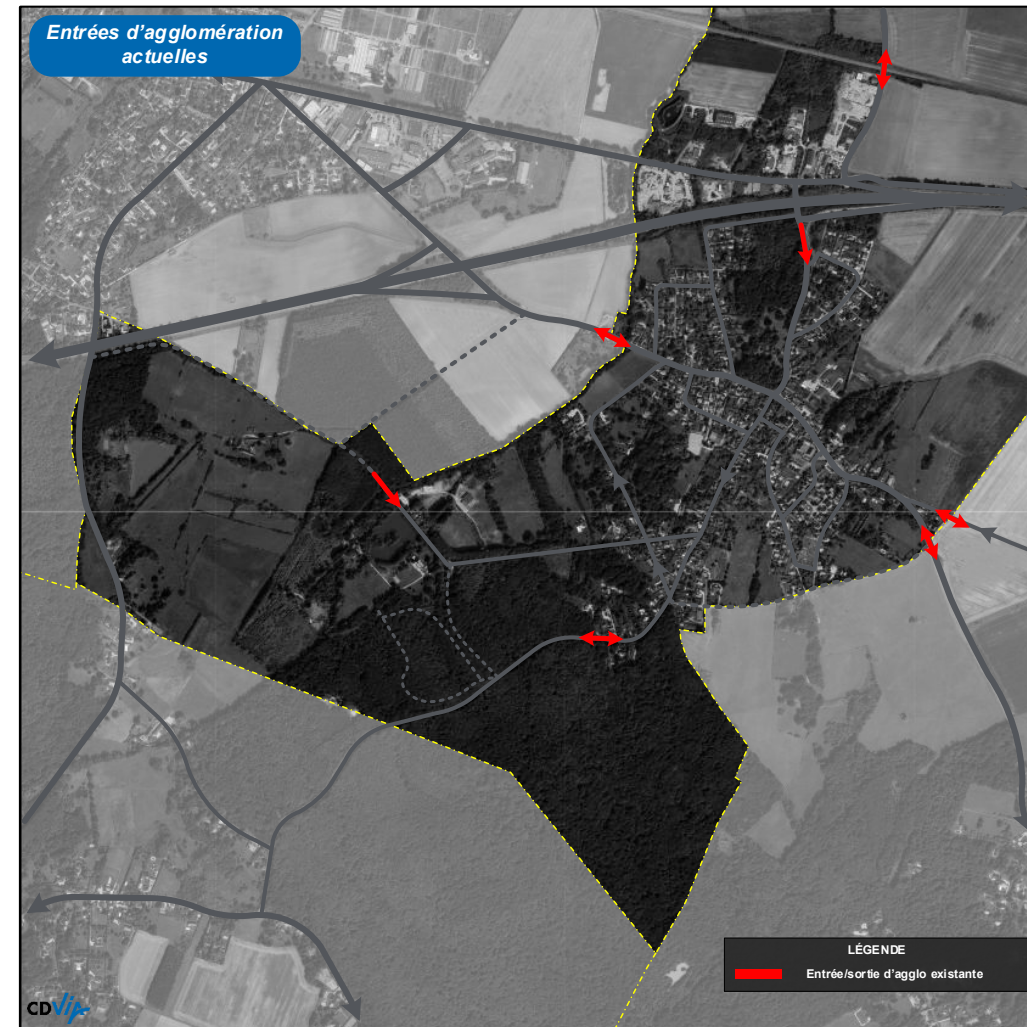 Entrées d'agglomération
actuelles
LÉGENDE
Entrée/sortie d'agglo existante
CDVia